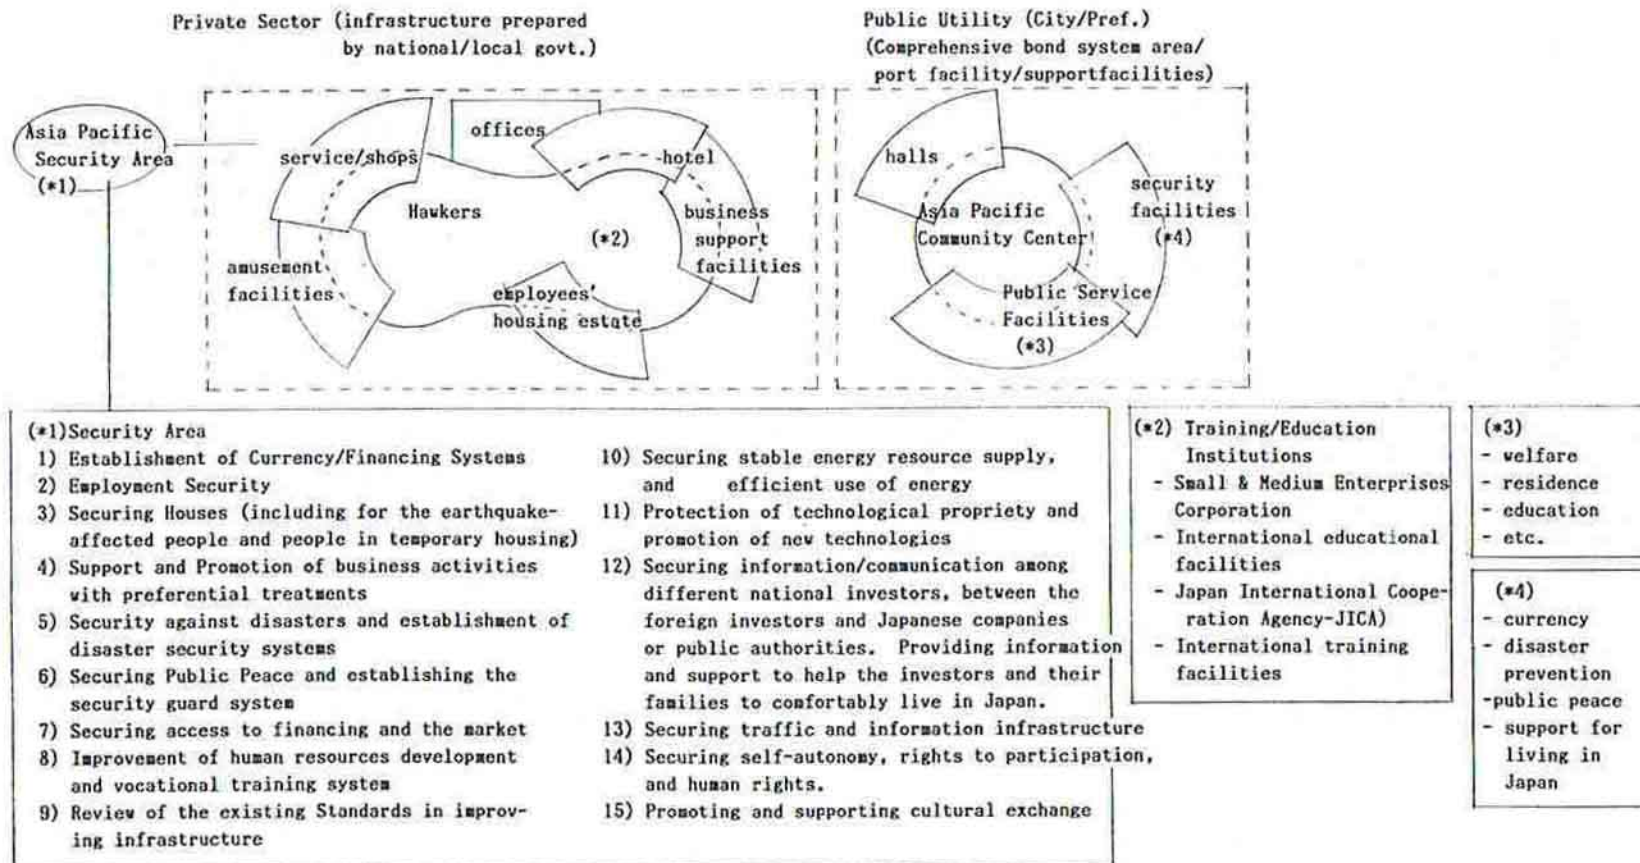 Private Sector (infrastructure prepared
by national/local govt.)
Public Utility (City/Pref.)
(Comprehensive bond system area/
port facility/supportfacilities)
Asia Pacific
Security Area
(*1)
service/shops
offices
hotel
Hawkers
(*2)
business
support
facilities
amusement
facilities
employees'
housing estate
halls
security
facilities
(*4)
Asia Pacific
Community Center
Public Service
Facilities
(*3)
(*1)Security Area
1) Establishment of Currency/Financing Systems
2) Employment Security
3) Securing Houses (including for the earthquake-
affected people and people in temporary housing)
4) Support and Promotion of business activities
with preferential treatments
5) Security against disasters and establishment of
disaster security systems
6) Securing Public Peace and establishing the
security guard system
7) Securing access to financing and the market
8) Improvement of human resources development
and vocational training system
9) Review of the existing Standards in improv-
ing infrastructure
10) Securing stable energy resource supply,
and efficient use of energy
11) Protection of technological propriety and
promotion of new technologies
12) Securing information/communication among
different national investors, between the
foreign investors and Japanese companies
or public authorities. Providing information
and support to help the investors and their
families to comfortably live in Japan.
13) Securing traffic and information infrastructure
14) Securing self-autonomy, rights to participation,
and human rights.
15) Promoting and supporting cultural exchange
(*2) Training/Education
Institutions
- Small & Medium Enterprises
Corporation
- International educational
facilities
- Japan International Coope-
ration Agency-JICA)
- International training
facilities
(*3)
- welfare
- residence
- education
- etc.
(*4)
- currency
- disaster
prevention
-public peace
- support for
living in
Japan